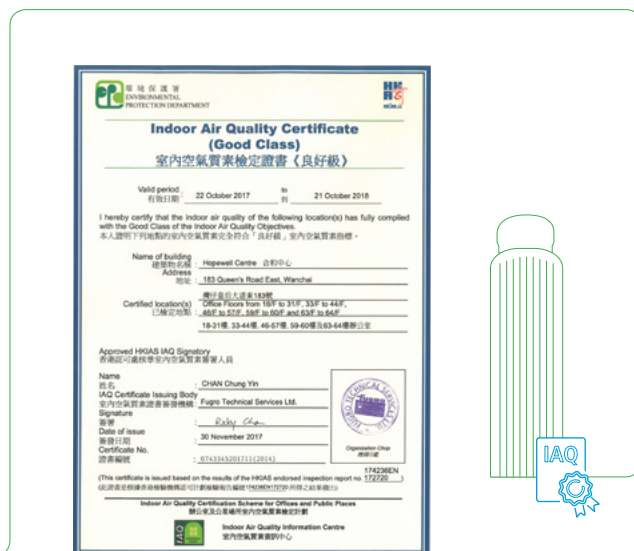 環境保護署
ENVIRONMENTAL
PROTECTION DEPARTMENT
Indoor Air Quality Certificate
(Good Class)
室內空氣質素檢定證書《良好級》
Valid period 有效日期 : 22 October 2017 to 到 21 October 2018
I hereby certify that the indoor air quality of the following location(s) has fully complied
with the Good Class of the Indoor Air Quality Objectives.
本人證明下列地點的室內空氣質素完全符合「良好級」室內空氣質素指標。
Name of building
建築物名稱 : Hopewell Centre 合和中心
Address
地址 : 183 Queen's Road East, Wanchai
灣仔皇后大道東183號
Certified location(s) Office Floors from 18/F to 31/F, 33/F to 44/F,
已檢定地點 : 46/F to 57/F, 59/F to 60/F and 63/F to 64/F
18-31樓, 33-44樓, 46-57樓, 59-60樓及63-64樓辦公室
Approved HKIAS IAQ Signatory
香港認可處核準室內空氣質素簽署人員
Name
姓名 : CHAN Chung Yin
IAQ Certificate Issuing Body
室內空氣質素證書簽發機構 : Fugro Technical Services Ltd.
Signature
簽署 : Ruby Chan
Date of issue
簽發日期 : 30 November 2017
Certificate No.
證書編號 :
FUGRO TECHNICAL SERVICES LTD.
fugro
Organisation Chop
機構印鑑
174236EN
(This certificate is issued based on the results of the HKIAS endorsed inspection report no. 172720 )
Indoor Air Quality Certification Scheme for Offices and Public Places
辦公室及公眾場所室內空氣質素檢定計劃
IAQ
Indoor Air Quality Information Centre
室內空氣質素資訊中心
IAQ